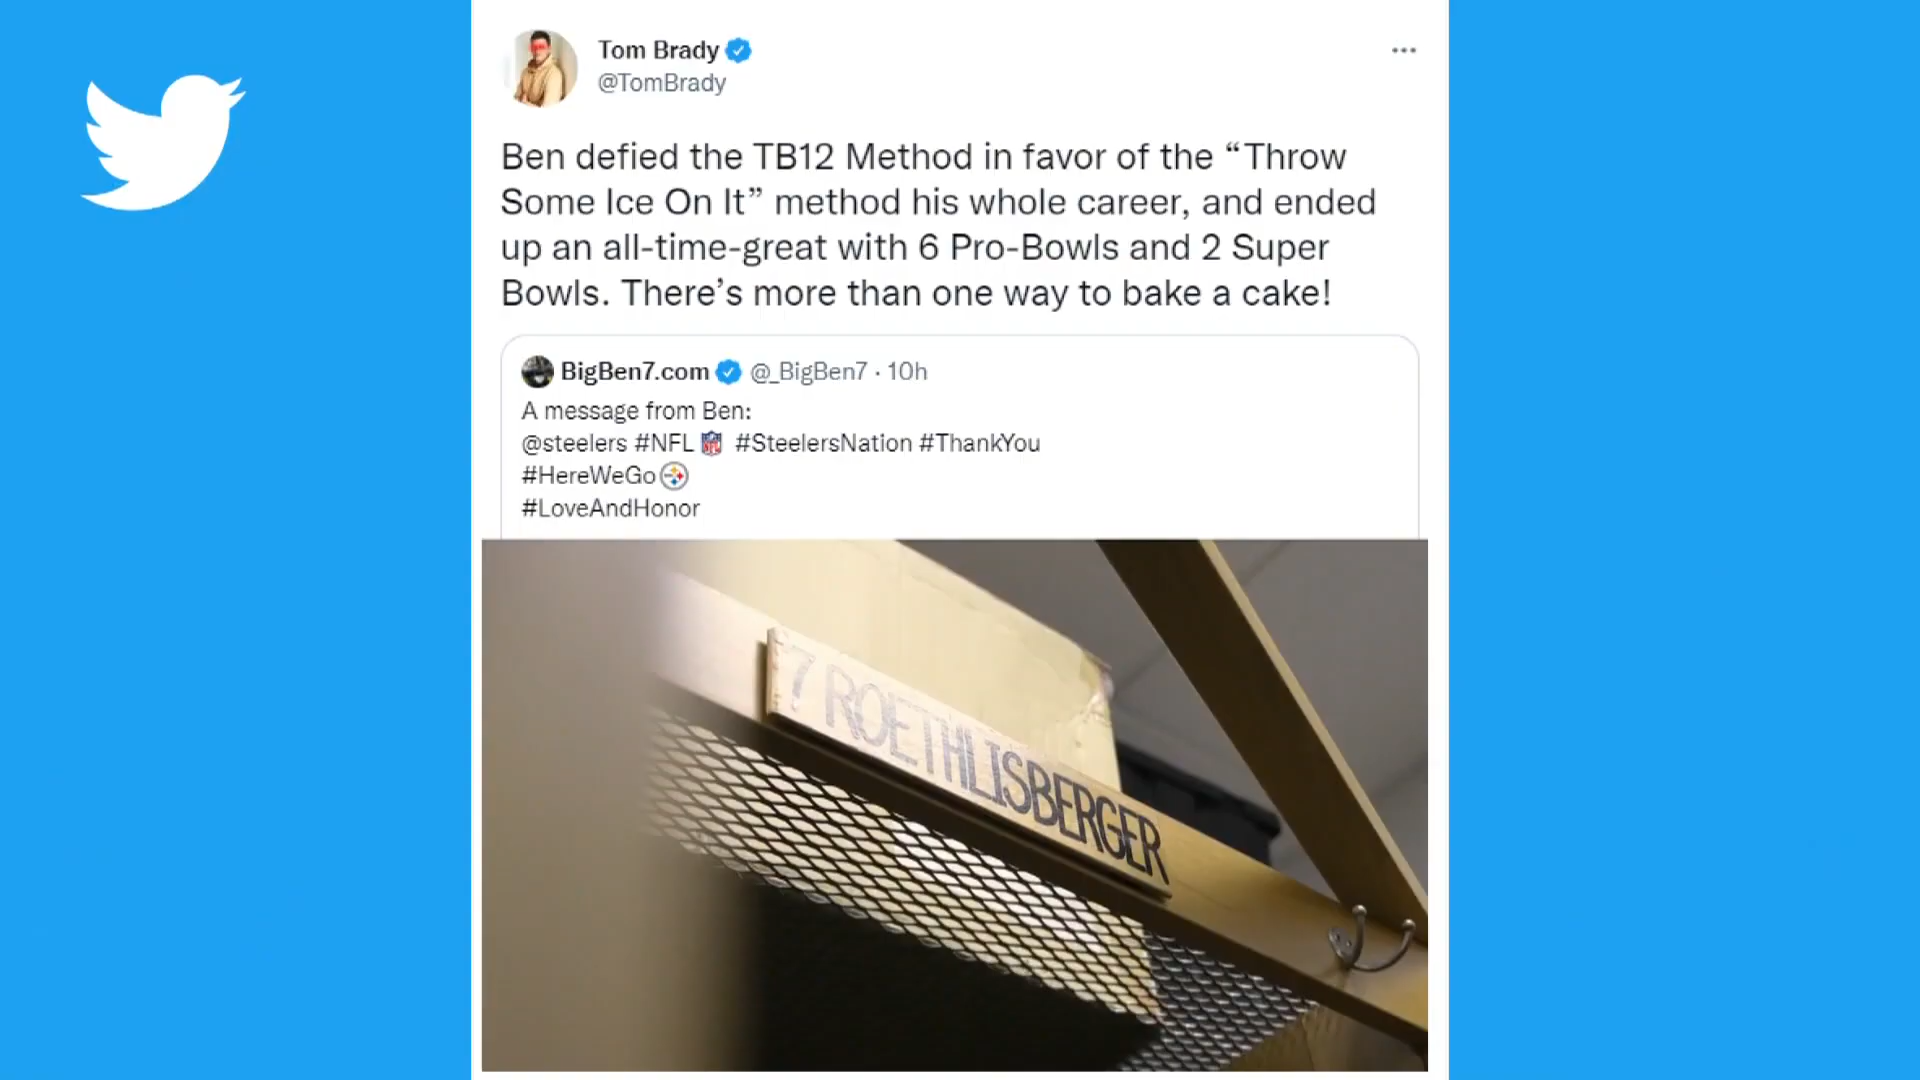 Tom Brady
@TomBrady
Ben defied the TB12 Method in favor of the “Throw
Some Ice On It” method his whole career, and ended
up an all-time-great with 6 Pro-Bowls and 2 Super
Bowls. There’s more than one way to bake a cake!
BigBen7.com @_BigBen7 · 10h
A message from Ben:
@steelers #NFL #SteelersNation #ThankYou
#HereWeGo
#LoveAndHonor
7 ROETHLISBERGER